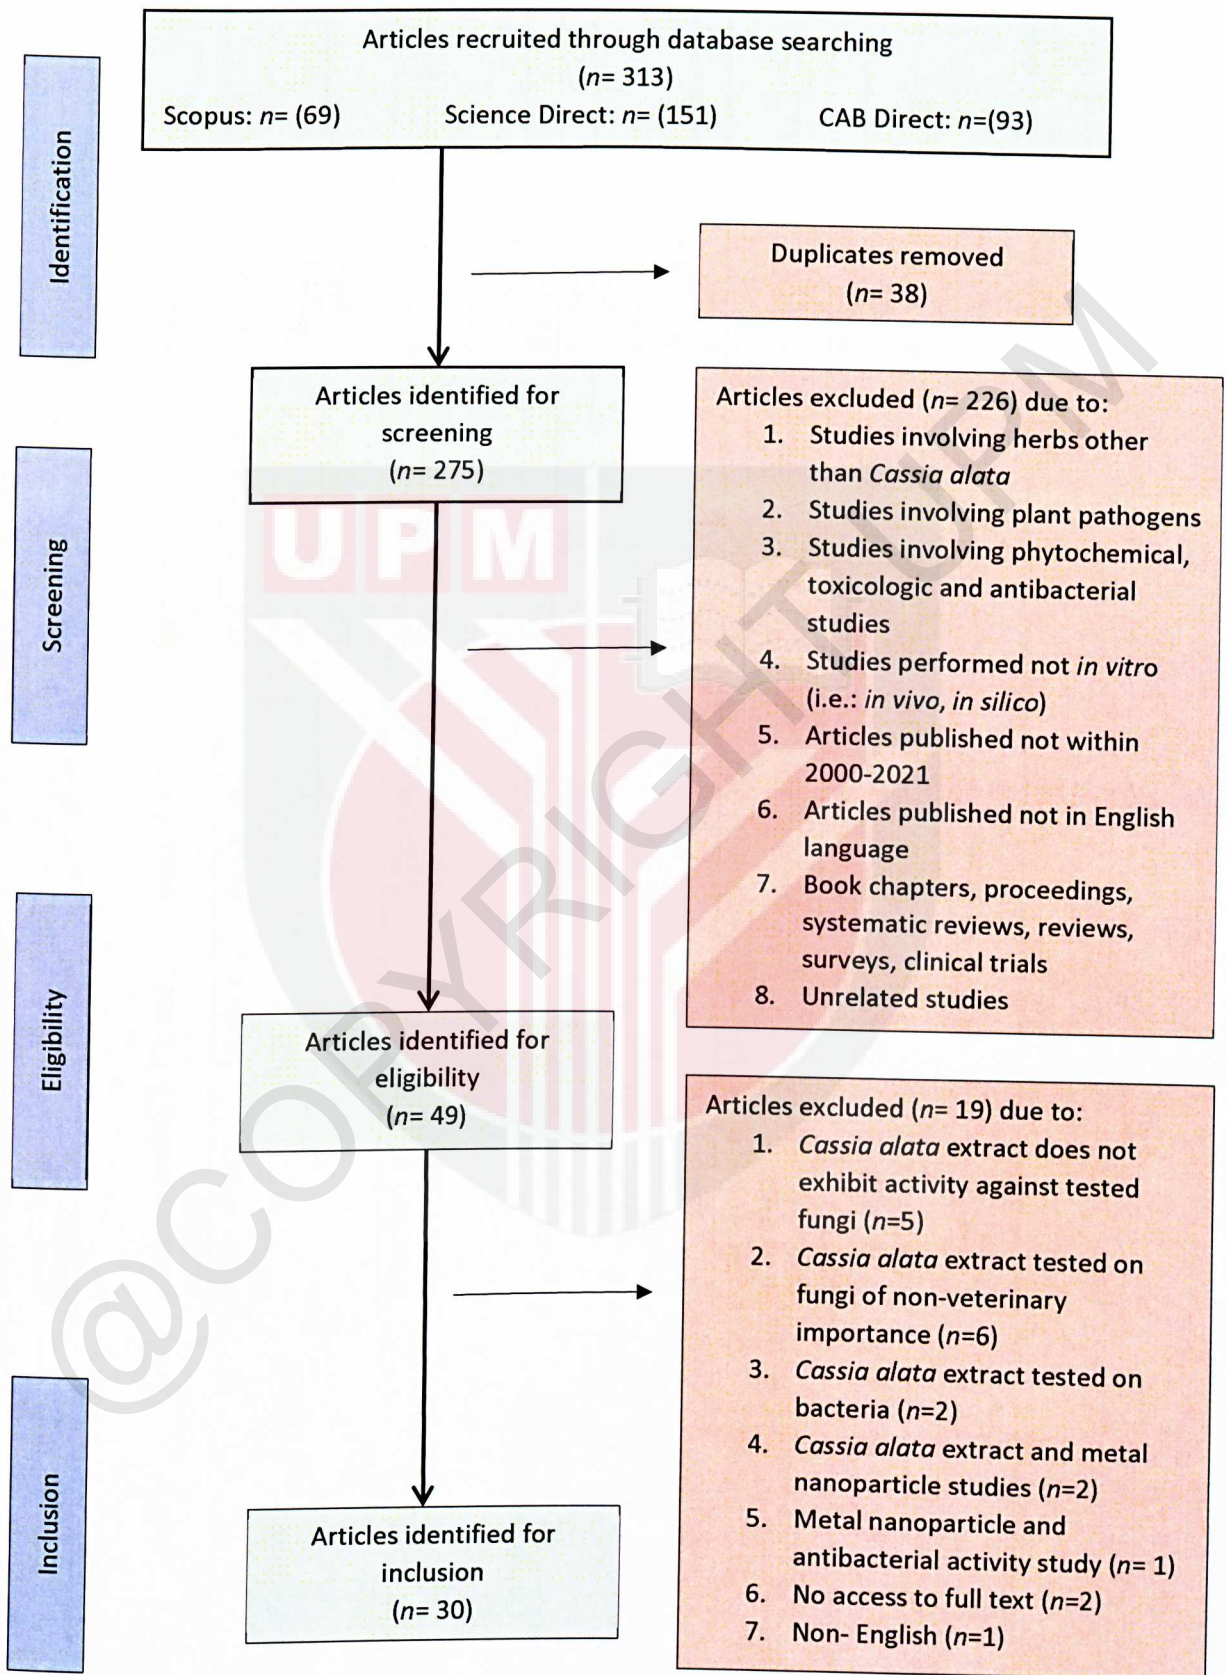 Articles recruited through database searching
(n= 313)
Scopus: n= (69) Science Direct: n= (151) CAB Direct: n=(93)
Identification
Duplicates removed
(n= 38)
Articles identified for
screening
(n= 275)
Screening
Articles excluded (n= 226) due to:
1. Studies involving herbs other
than Cassia alata
2. Studies involving plant pathogens
3. Studies involving phytochemical,
toxicologic and antibacterial
studies
4. Studies performed not in vitro
(i.e.: in vivo, in silico)
5. Articles published not within
2000-2021
6. Articles published not in English
language
7. Book chapters, proceedings,
systematic reviews, reviews,
surveys, clinical trials
8. Unrelated studies
Eligibility
Articles identified for
eligibility
(n= 49)
Articles excluded (n= 19) due to:
1. Cassia alata extract does not
exhibit activity against tested
fungi (n=5)
2. Cassia alata extract tested on
fungi of non-veterinary
importance (n=6)
3. Cassia alata extract tested on
bacteria (n=2)
4. Cassia alata extract and metal
nanoparticle studies (n=2)
5. Metal nanoparticle and
antibacterial activity study (n= 1)
6. No access to full text (n=2)
7. Non- English (n=1)
Inclusion
Articles identified for
inclusion
(n= 30)
UPM
@COPYRIGHT UPM